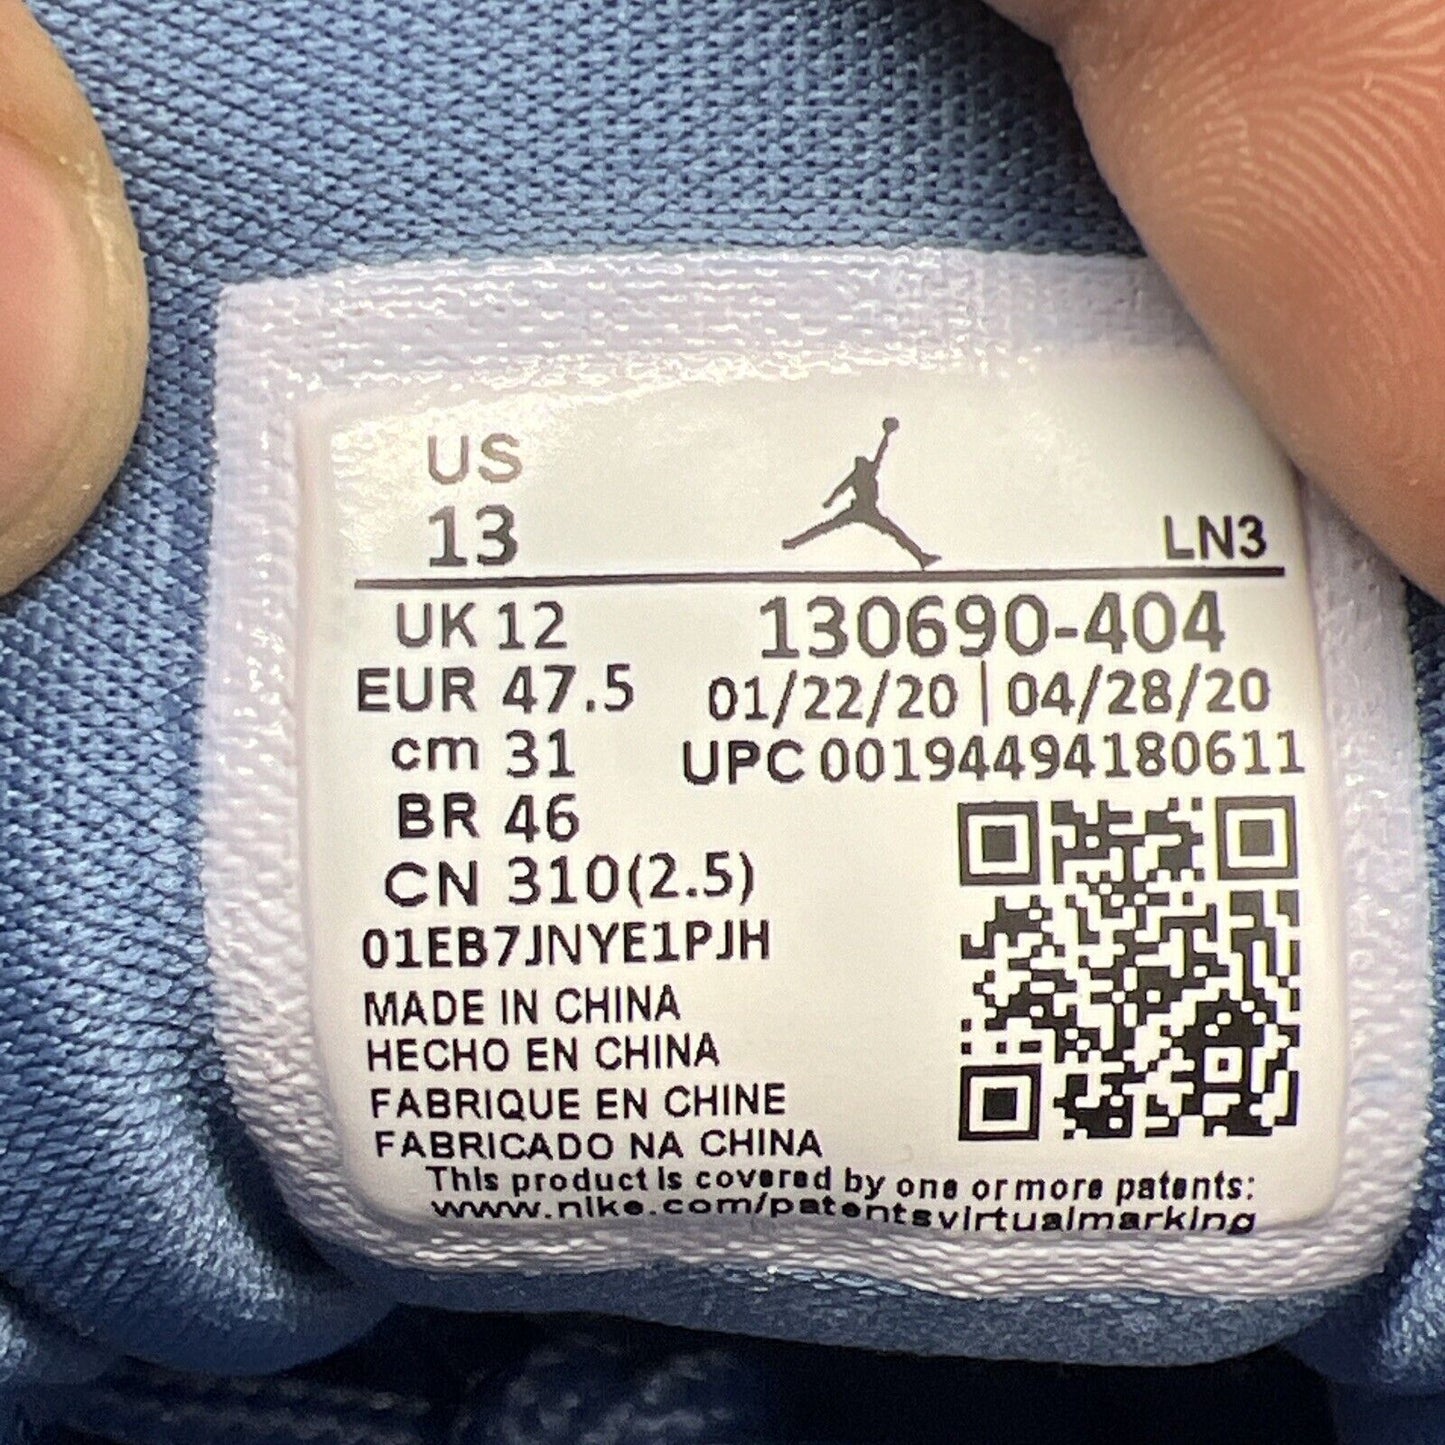 US
13
LN3
UK 12
130690-404
EUR 47.5
01/22/20 | 04/28/20
cm 31
UPC 00194494180611
BR 46
CN 310(2.5)
01EB7JNYE1PJH
MADE IN CHINA
HECHO EN CHINA
FABRIQUE EN CHINE
FABRICADO NA CHINA
This product is covered by one or more patents:
www.nike.com/patentsvirtualmarking